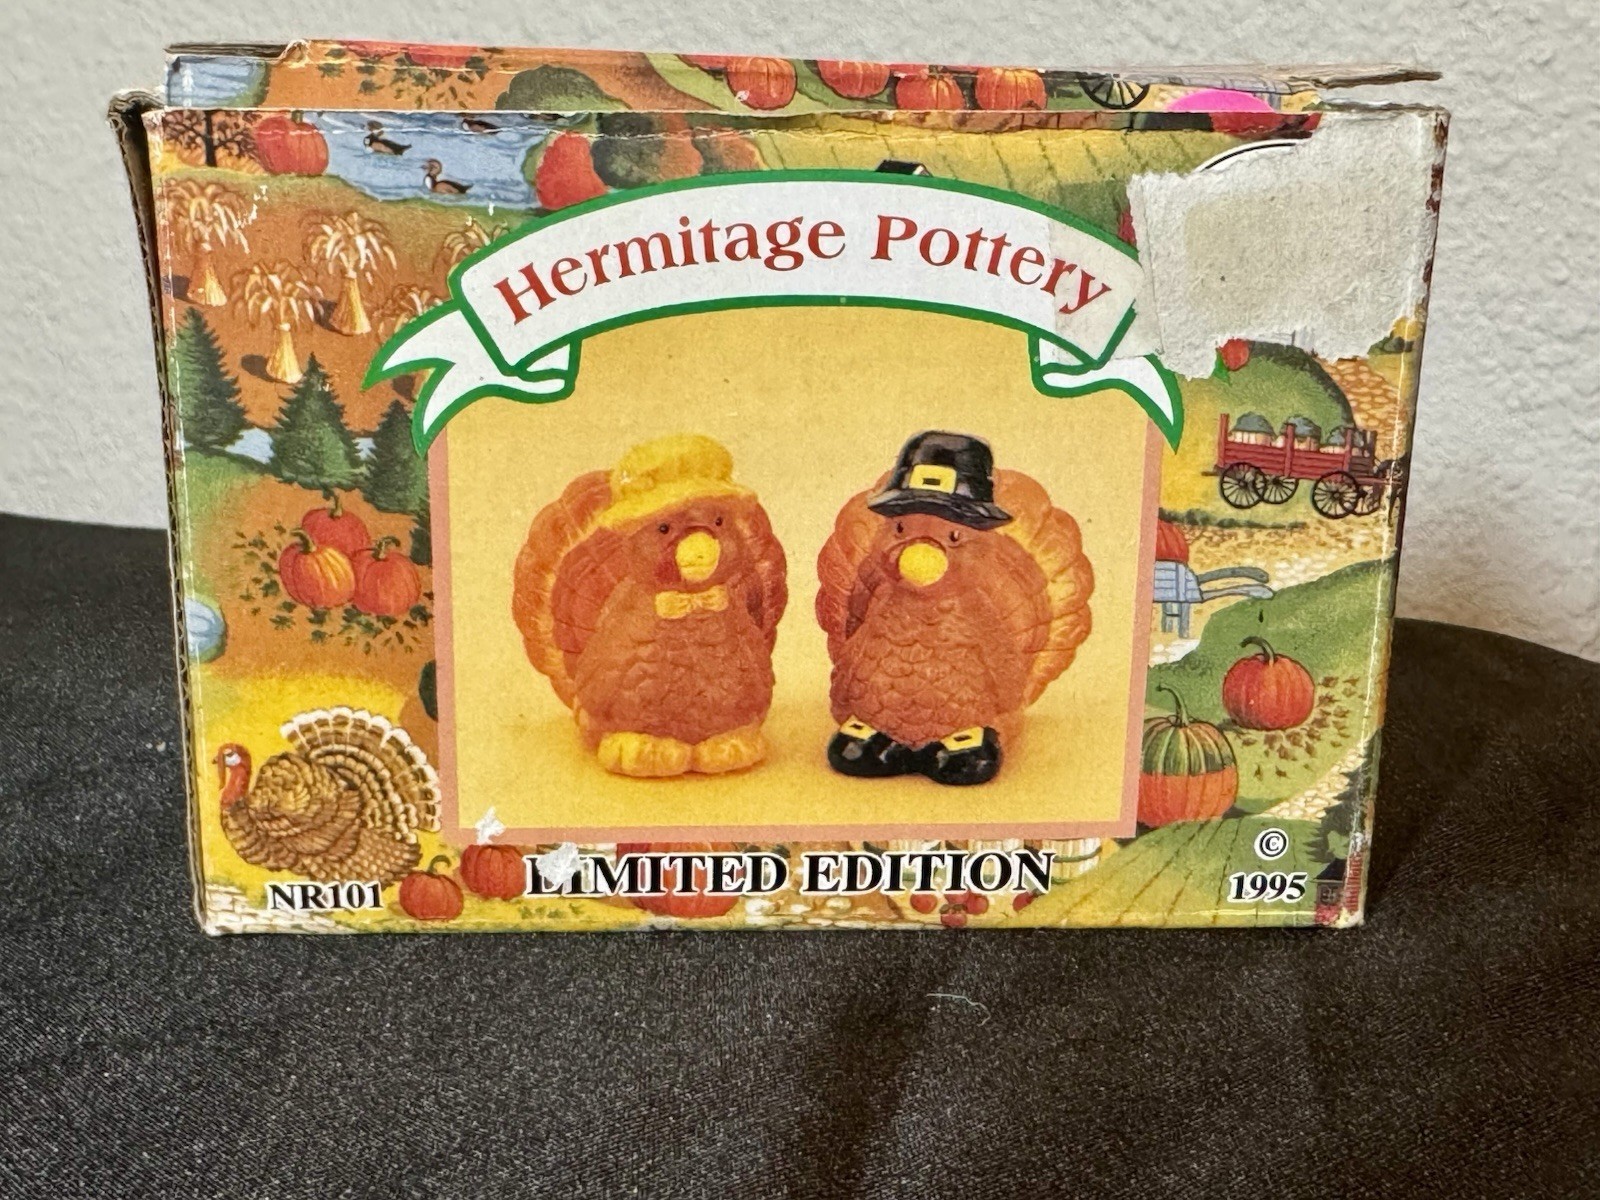 Hermitage Pottery
LIMITED EDITION
NR101
©
1995